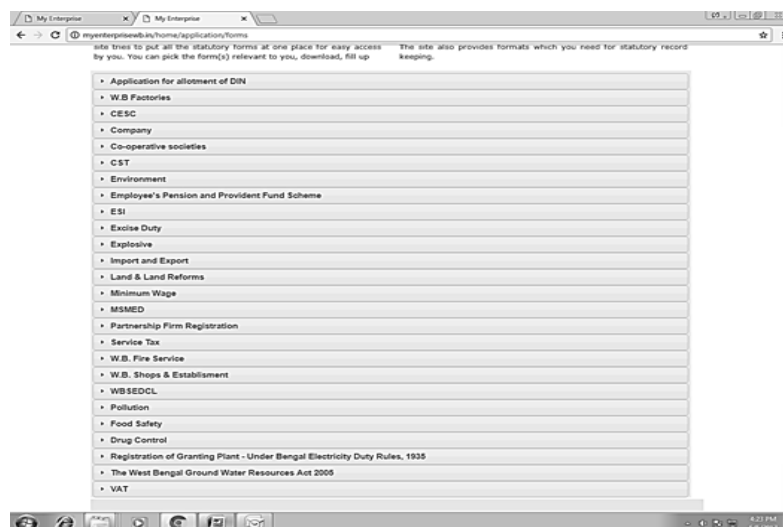 My Enterprise
My Enterprise
myenterprisewb.in/home/application/forms
site tries to put all the statutory forms at one place for easy access
by you. You can pick the form(s) relevant to you, download, fill up
The site also provides formats which you need for statutory record
keeping.
Application for allotment of DIN
W.B Factories
CESC
Company
Co-operative societies
CST
Environment
Employee's Pension and Provident Fund Scheme
ESI
Excise Duty
Explosive
Import and Export
Land & Land Reforms
Minimum Wage
MSMED
Partnership Firm Registration
Service Tax
W.B. Fire Service
W.B. Shops & Establisment
WBSEDCL
Pollution
Food Safety
Drug Control
Registration of Granting Plant - Under Bengal Electricity Duty Rules, 1935
The West Bengal Ground Water Resources Act 2005
VAT
4:21 PM